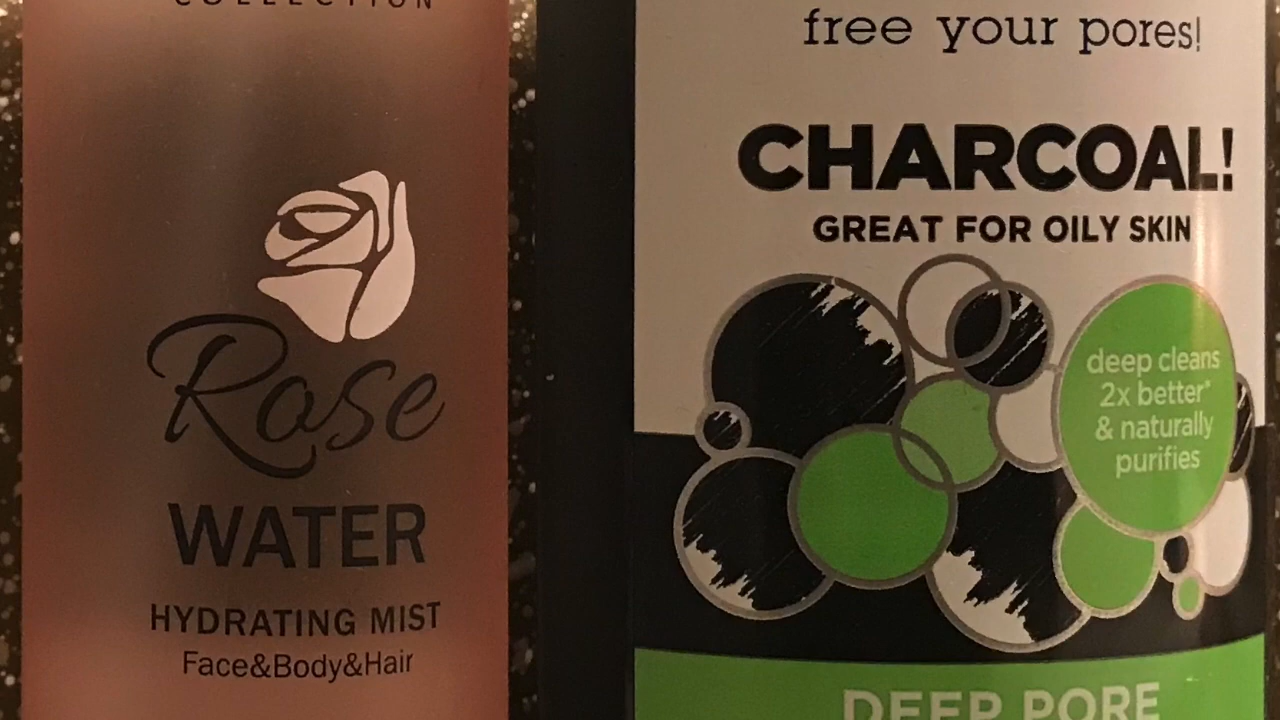 COLLECTION
Rose
WATER
HYDRATING MIST
Face&Body&Hair
free your pores!
CHARCOAL!
GREAT FOR OILY SKIN
deep cleans
2x better*
& naturally
purifies
DEEP PORE